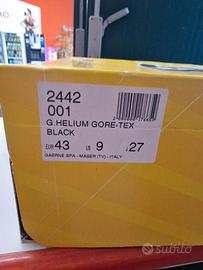 2442
001
G.HELIUM GORE-TEX
BLACK
EUR 43 US 9 27
GAERNE SPA - MASER (TV) - ITALY
subito